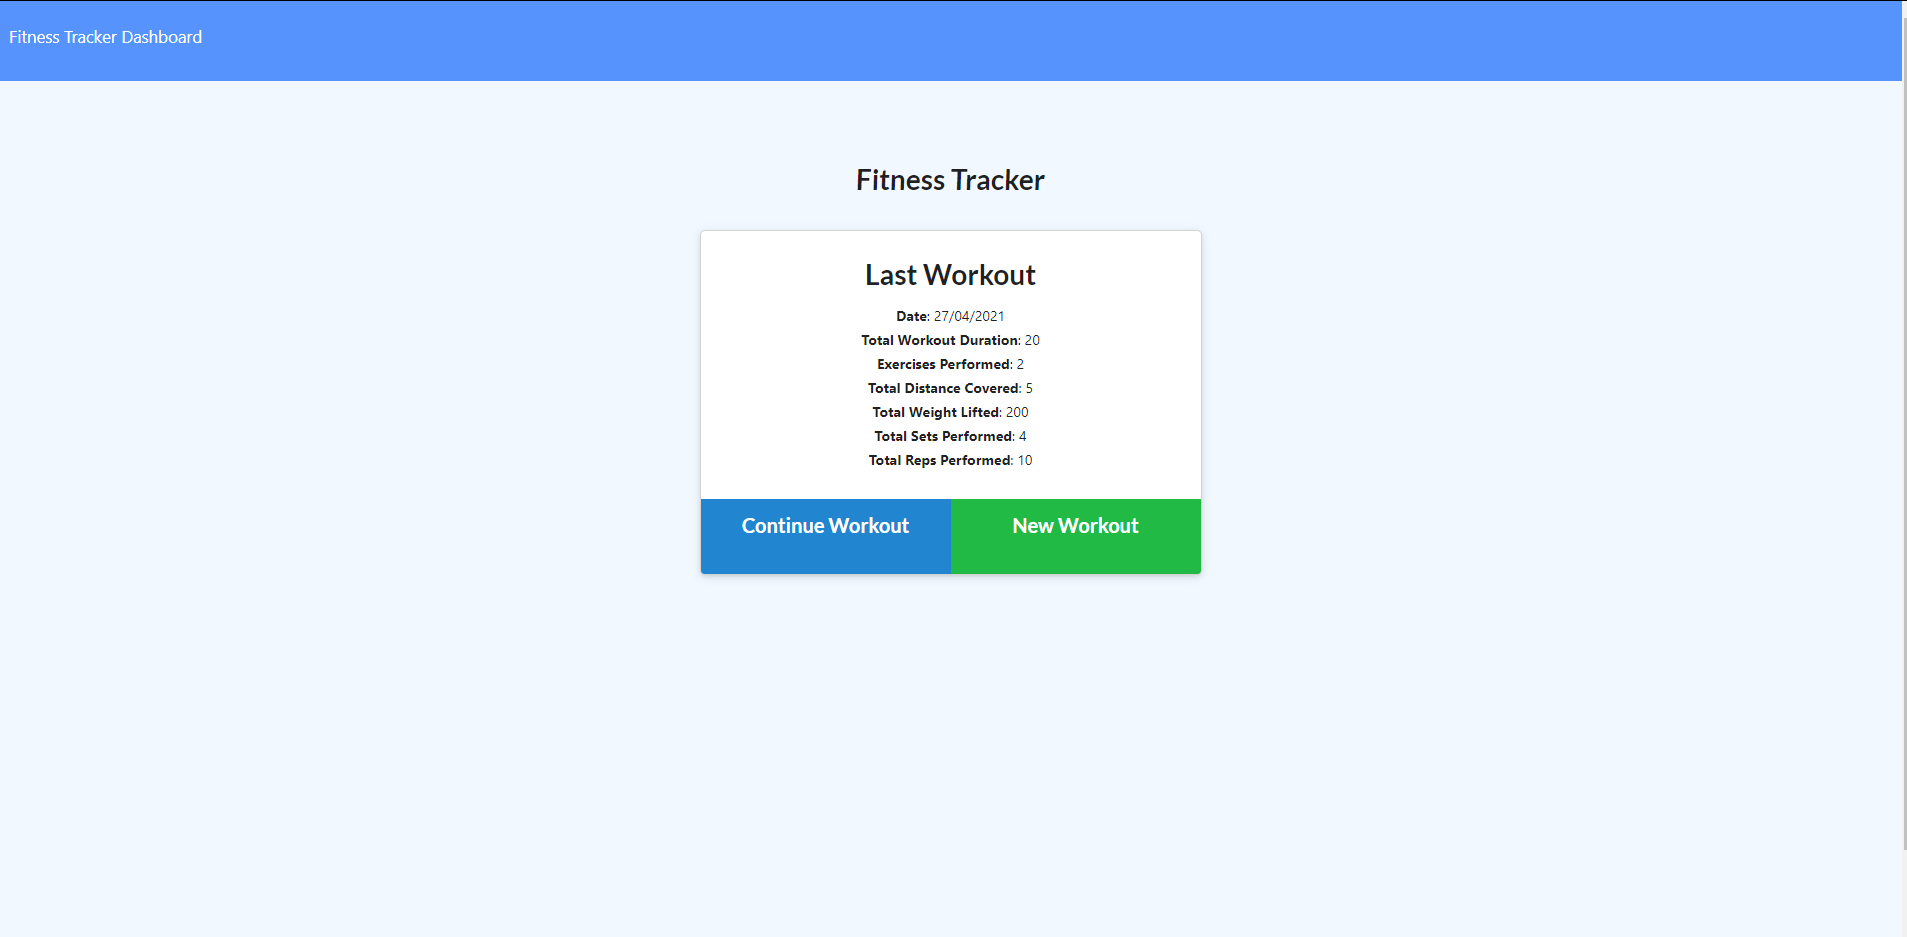 Fitness Tracker Dashboard
Fitness Tracker
Last Workout
Date: 27/04/2021
Total Workout Duration: 20
Exercises Performed: 2
Total Distance Covered: 5
Total Weight Lifted: 200
Total Sets Performed: 4
Total Reps Performed: 10
Continue Workout New Workout